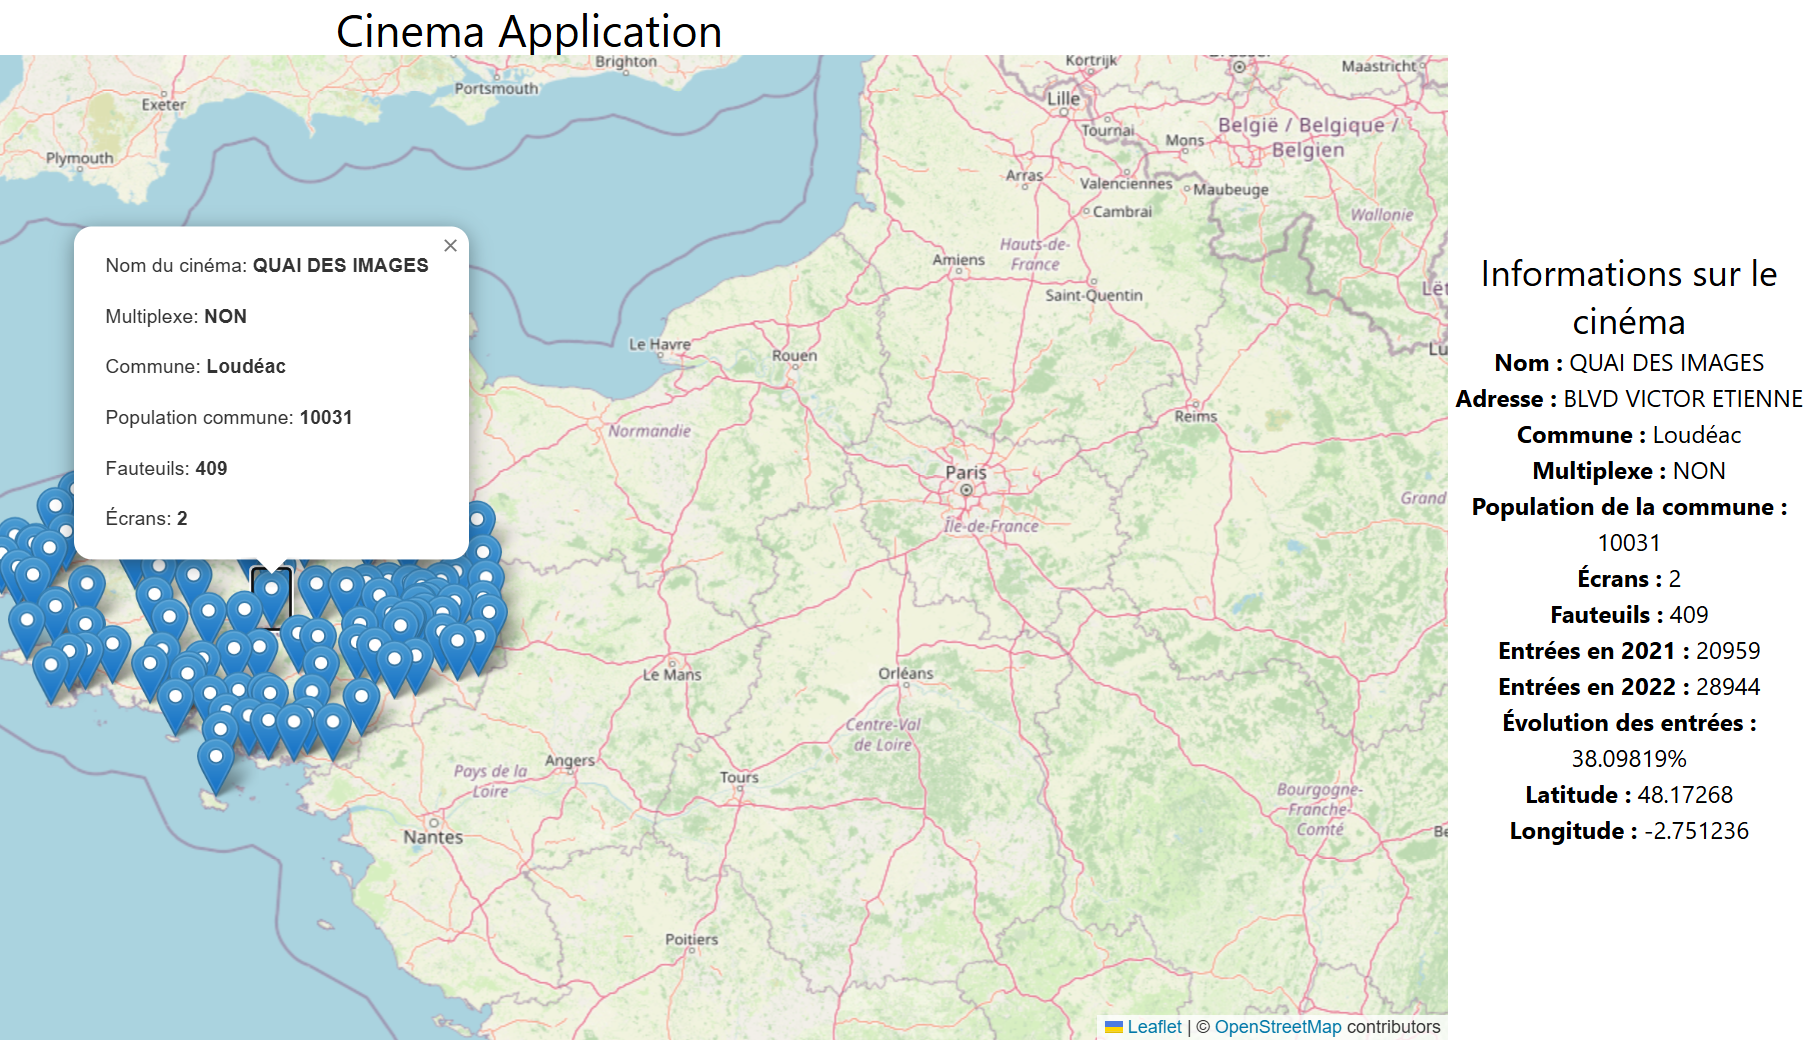 Cinema Application
Brighton
Kortrijk
Maastricht
Portsmouth
Exeter
Lille
Tournai
België / Belgique /
Belgien
Mons
Plymouth
Arras
Valenciennes
Maubeuge
Cambrai
Wallonie
Hauts-de-
France
Amiens
Saint-Quentin
Le Havre
Rouen
Reims
Normandie
Paris
Île-de-France
Grand
Le Mans
Orléans
Centre-Val
de Loire
Angers
Pays de la
Loire
Tours
Bourgogne-
Franche-
Comté
Nantes
Poitiers
×
Nom du cinéma: QUAI DES IMAGES
Multiplexe: NON
Commune: Loudéac
Population commune: 10031
Fauteuils: 409
Écrans: 2
Leaflet | © OpenStreetMap contributors
Informations sur le
cinéma
Nom : QUAI DES IMAGES
Adresse : BLVD VICTOR ETIENNE
Commune : Loudéac
Multiplexe : NON
Population de la commune :
10031
Écrans : 2
Fauteuils : 409
Entrées en 2021 : 20959
Entrées en 2022 : 28944
Évolution des entrées :
38.09819%
Latitude : 48.17268
Longitude : -2.751236